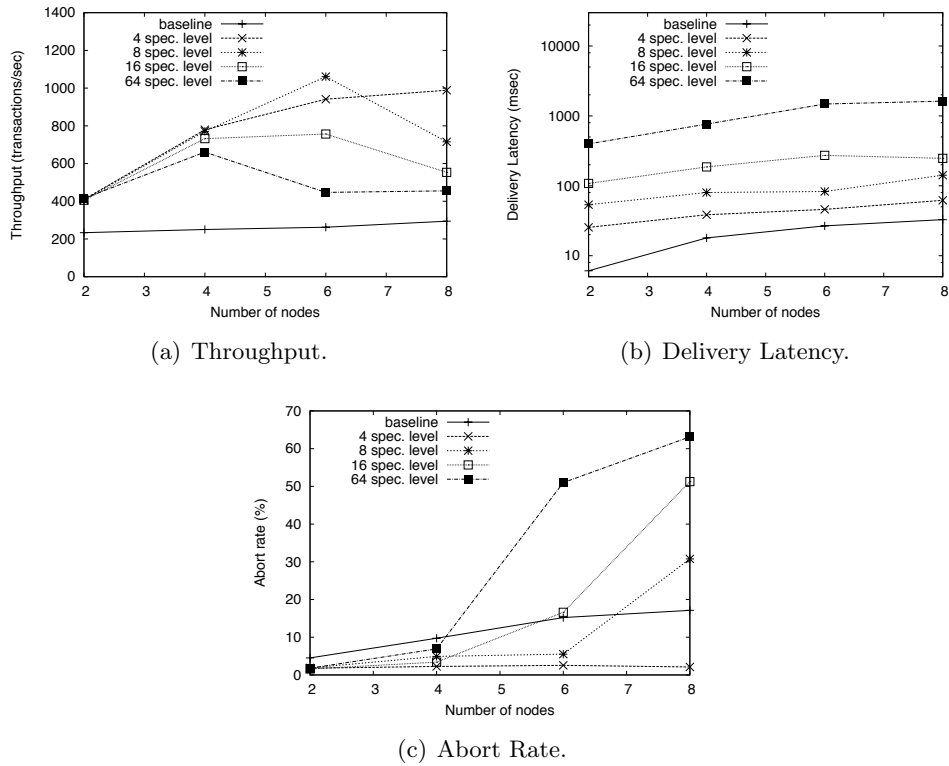 1400
1200
1000
800
600
400
200
0
Throughput (transactions/sec)
baseline
4 spec. level
8 spec. level
16 spec. level
64 spec. level
2
3
4
5
6
7
8
Number of nodes
(a) Throughput.
10000
1000
100
10
Delivery Latency (msec)
baseline
4 spec. level
8 spec. level
16 spec. level
64 spec. level
2
3
4
5
6
7
8
Number of nodes
(b) Delivery Latency.
70
60
50
40
30
20
10
0
Abort rate (%)
baseline
4 spec. level
8 spec. level
16 spec. level
64 spec. level
2
3
4
5
6
7
8
Number of nodes
(c) Abort Rate.